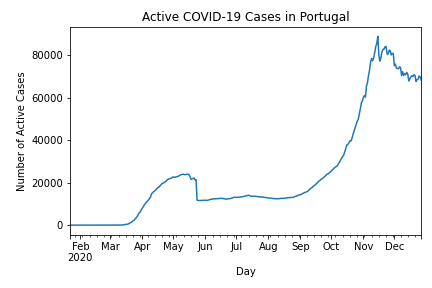 Active COVID-19 Cases in Portugal
Number of Active Cases
80000
60000
40000
20000
0
Feb Mar Apr May Jun Jul Aug Sep Oct Nov Dec
2020
Day